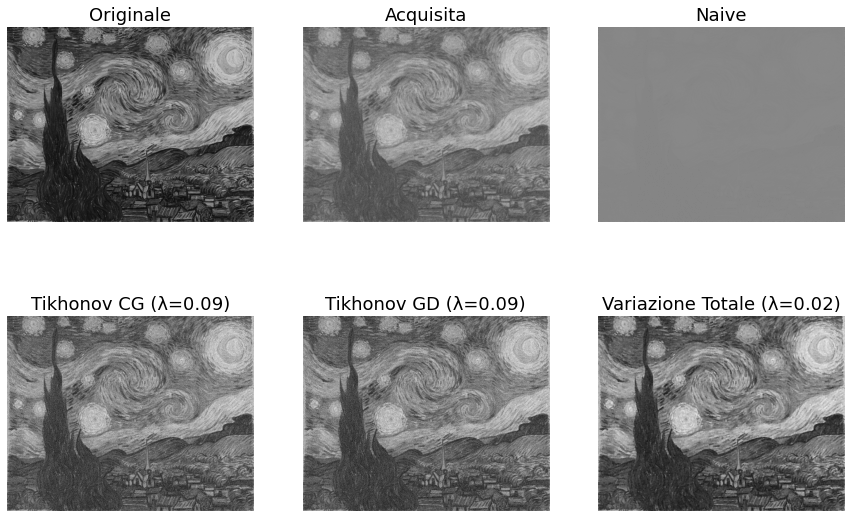 Originale
Acquisita
Naive
Tikhonov CG (λ=0.09)
Tikhonov GD (λ=0.09)
Variazione Totale (λ=0.02)